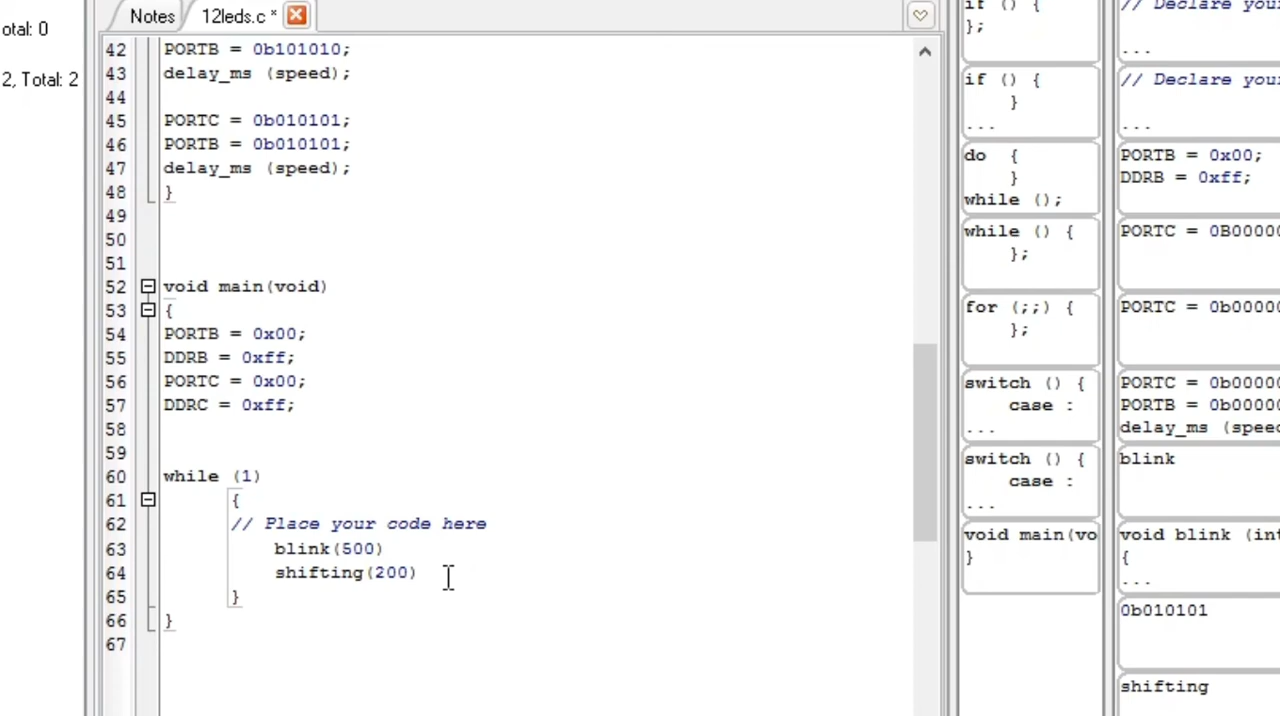 Notes
12leds.c *
otal: 0
2, Total: 2
42 PORTB = 0b101010;
43 delay_ms (speed);
44
45 PORTC = 0b010101;
46 PORTB = 0b010101;
47 delay_ms (speed);
48 }
49
50
51
52 void main(void)
53 {
54 PORTB = 0x00;
55 DDRB = 0xff;
56 PORTC = 0x00;
57 DDRC = 0xff;
58
59
60 while (1)
61 {
62 // Place your code here
63 blink(500)
64 shifting(200)
65 }
66 }
67
if () {
};
if () {
}
...
do {
}
while ();
while () {
};
for (;;) {
};
switch () {
case :
...
switch () {
case :
...
void main(vo
}
// Declare your
...
// Declare your
...
PORTB = 0x00;
DDRB = 0xff;
PORTC = 0B00000
PORTC = 0b00000
PORTC = 0b00000
PORTB = 0b00000
delay_ms (speed
blink
void blink (int
{
...
0b010101
shifting